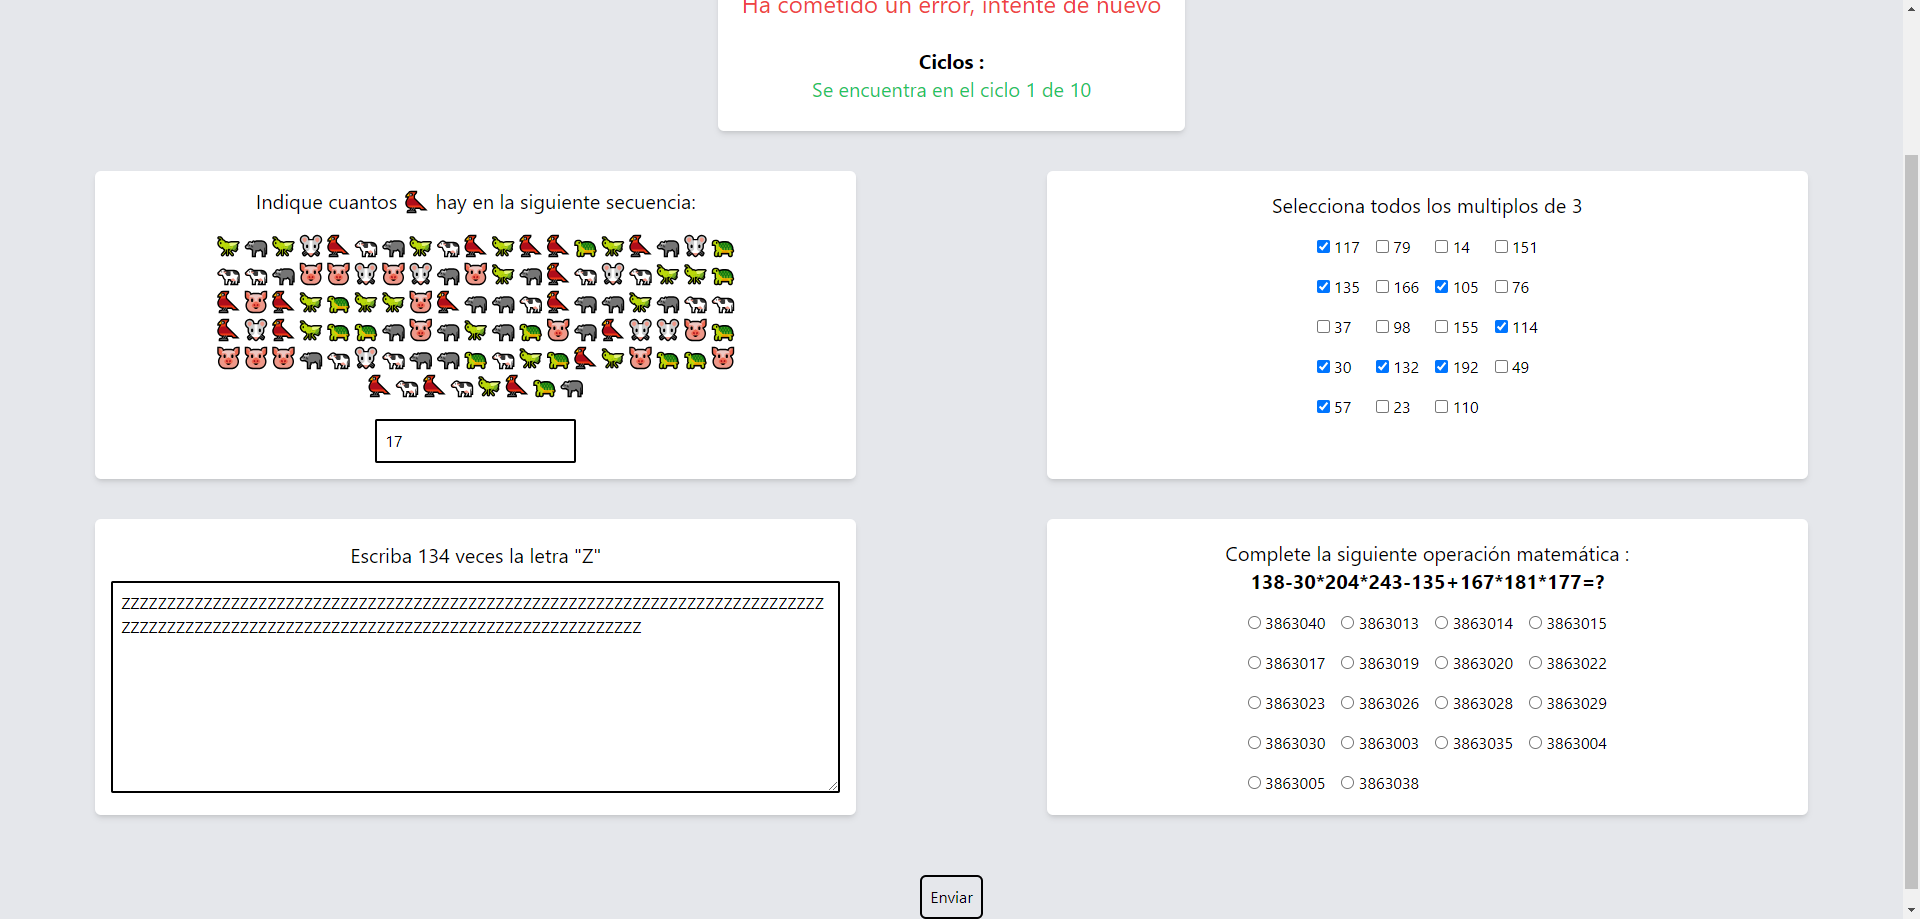 Ha cometido un error, intente de nuevo
Ciclos :
Se encuentra en el ciclo 1 de 10
Indique cuantos hay en la siguiente secuencia:
17
Selecciona todos los multiplos de 3
117 79 14 151
135 166 105 76
37 98 155 114
30 132 192 49
57 23 110
Escriba 134 veces la letra "Z"
ZZZZZZZZZZZZZZZZZZZZZZZZZZZZZZZZZZZZZZZZZZZZZZZZZZZZZZZZZZZZZZZZZZZZZZZZZZZZZ
ZZZZZZZZZZZZZZZZZZZZZZZZZZZZZZZZZZZZZZZZZZZZZZZZZZZZZZZZZ
Complete la siguiente operación matemática :
138-30*204*243-135+167*181*177=?
3863040 3863013 3863014 3863015
3863017 3863019 3863020 3863022
3863023 3863026 3863028 3863029
3863030 3863003 3863035 3863004
3863005 3863038
Enviar